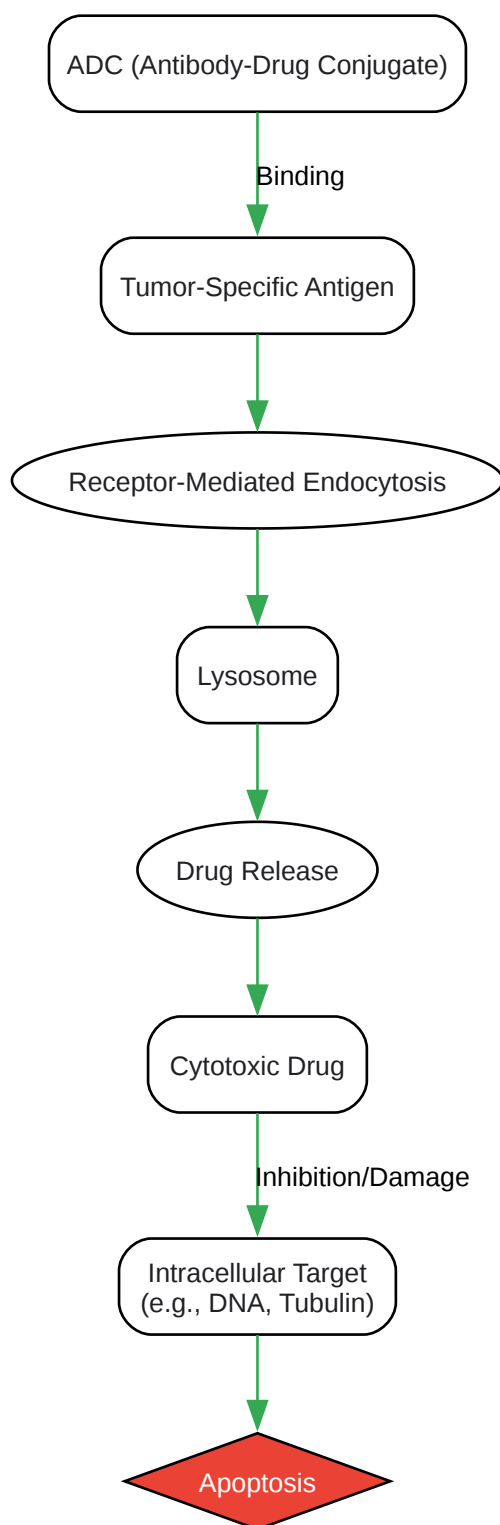 ADC (Antibody-Drug Conjugate)
Binding
Tumor-Specific Antigen
Receptor-Mediated Endocytosis
Lysosome
Drug Release
Cytotoxic Drug
Inhibition/Damage
Intracellular Target
(e.g., DNA, Tubulin)
Apoptosis